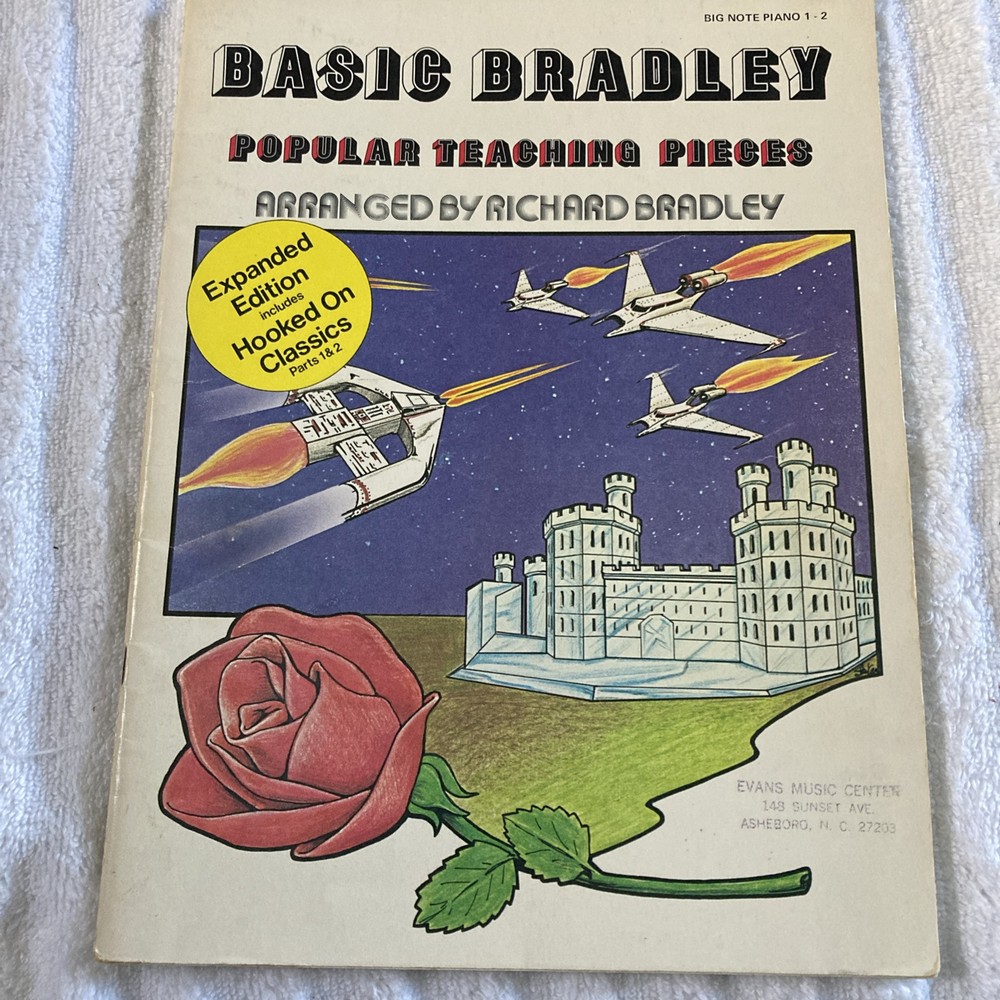 BIG NOTE PIANO 1 - 2
BASIC BRADLEY
POPULAR TEACHING PIECES
ARRANGED BY RICHARD BRADLEY
Expanded
Edition
includes
Hooked On
Classics
Parts 1 & 2
EVANS MUSIC CENTER
148 SUNSET AVE.
ASHEBORO, N. C. 27203